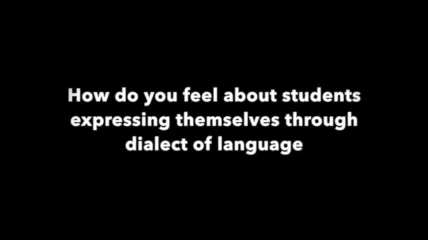 How do you feel about students
expressing themselves through
dialect of language